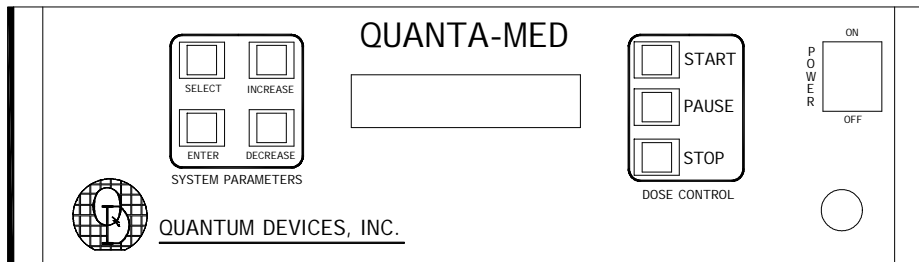 QUANTA-MED
SELECT INCREASE
ENTER DECREASE
SYSTEM PARAMETERS
START
PAUSE
STOP
DOSE CONTROL
ON
POWER
OFF
QD
QUANTUM DEVICES, INC.